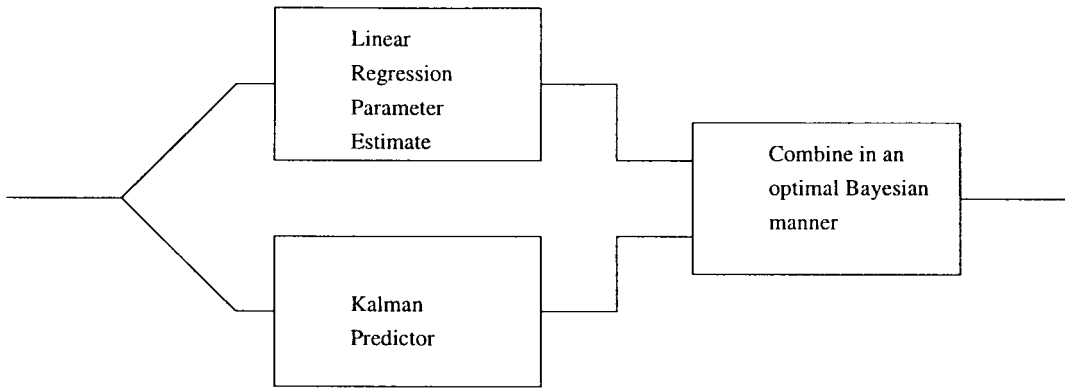 Linear
Regression
Parameter
Estimate
Combine in an
optimal Bayesian
manner
Kalman
Predictor